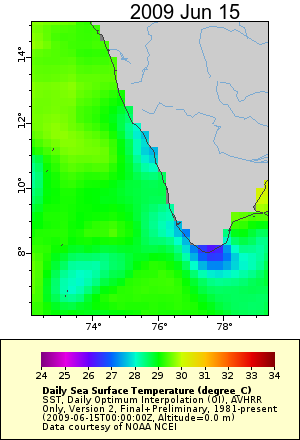 2009 Jun 15
14°
12°
10°
8°
74° 76° 78°
24 25 26 27 28 29 30 31 32 33 34
Daily Sea Surface Temperature (degree_C)
SST, Daily Optimum Interpolation (OI), AVHRR
Only, Version 2, Final+Preliminary, 1981-present
(2009-06-15T00:00:00Z, Altitude=0.0 m)
Data courtesy of NOAA NCEI